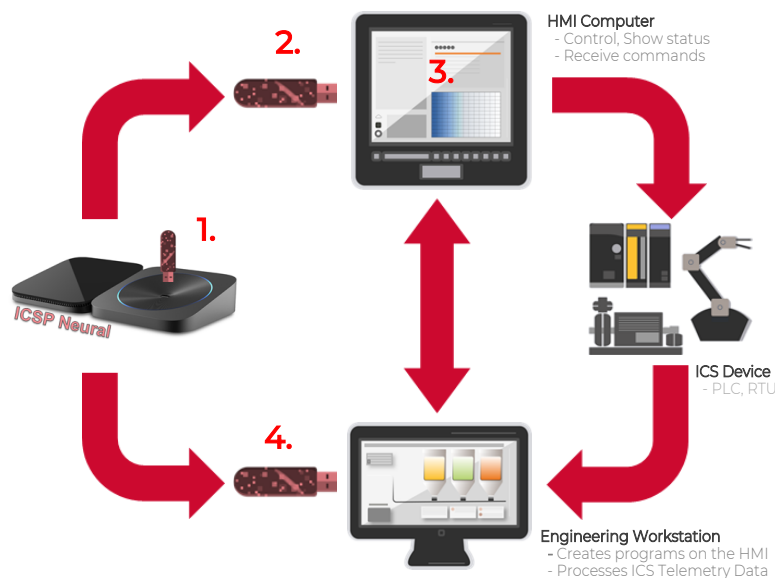 2.
HMI Computer
- Control, Show status
- Receive commands
3.
1.
ICSP Neural
ICS Device
- PLC, RTU
4.
Engineering Workstation
- Creates programs on the HMI
- Processes ICS Telemetry Data